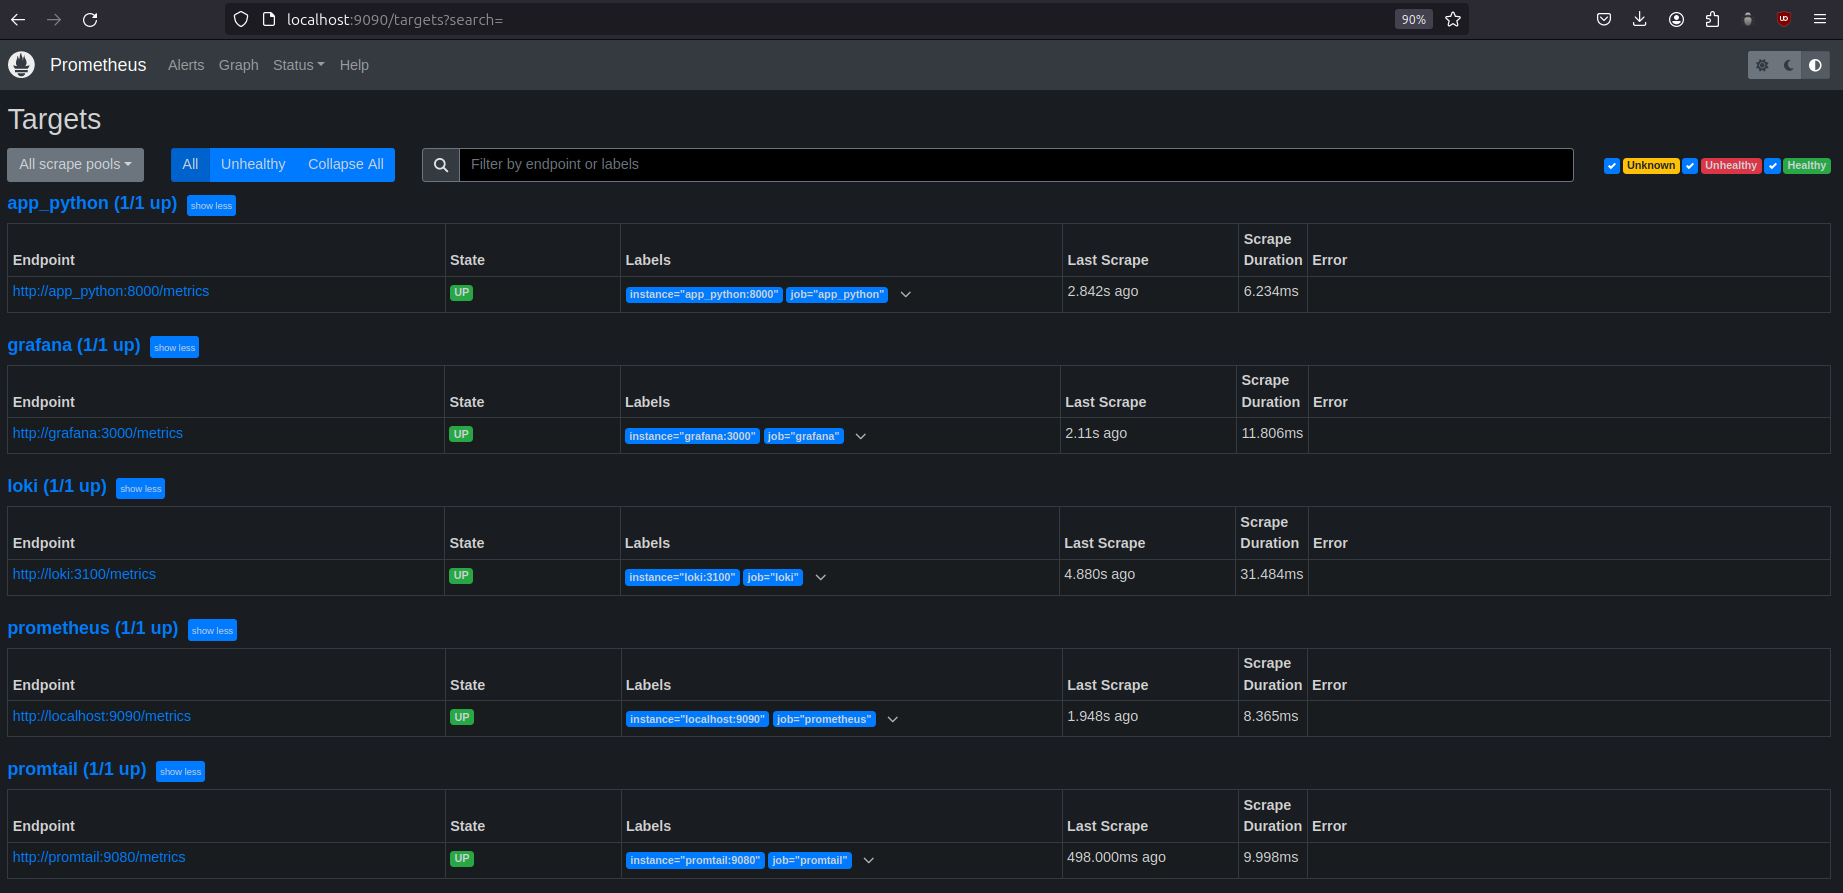 localhost:9090/targets?search=
90%
Prometheus Alerts Graph Status Help
Targets
All scrape pools All Unhealthy Collapse All Filter by endpoint or labels Unknown Unhealthy Healthy
app_python (1/1 up) show less
Endpoint State Labels Last Scrape Scrape Duration Error
http://app_python:8000/metrics UP instance="app_python:8000" job="app_python" 2.842s ago 6.234ms
grafana (1/1 up) show less
Endpoint State Labels Last Scrape Scrape Duration Error
http://grafana:3000/metrics UP instance="grafana:3000" job="grafana" 2.11s ago 11.806ms
loki (1/1 up) show less
Endpoint State Labels Last Scrape Scrape Duration Error
http://loki:3100/metrics UP instance="loki:3100" job="loki" 4.880s ago 31.484ms
prometheus (1/1 up) show less
Endpoint State Labels Last Scrape Scrape Duration Error
http://localhost:9090/metrics UP instance="localhost:9090" job="prometheus" 1.948s ago 8.365ms
promtail (1/1 up) show less
Endpoint State Labels Last Scrape Scrape Duration Error
http://promtail:9080/metrics UP instance="promtail:9080" job="promtail" 498.000ms ago 9.998ms